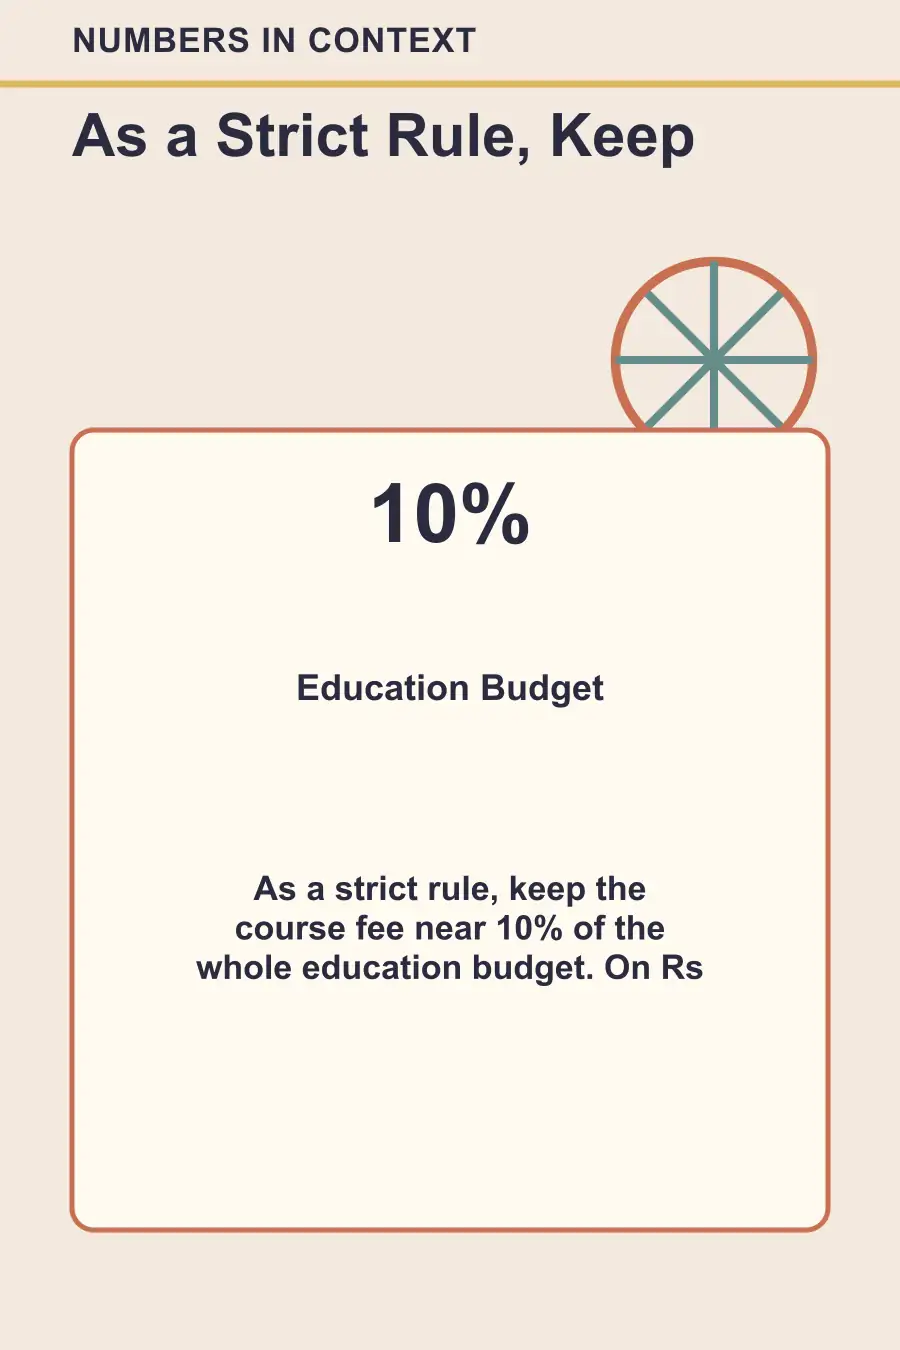 NUMBERS IN CONTEXT
As a Strict Rule, Keep
10%
Education Budget
As a strict rule, keep the
course fee near 10% of the
whole education budget. On Rs